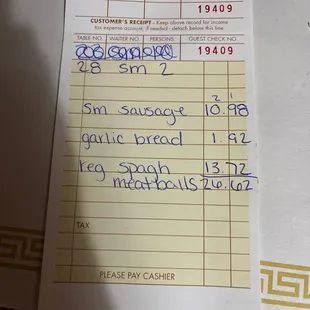 19409
CUSTOMER'S RECEIPT - Keep above record for income
tax expense account, if needed - detach below this line.
TABLE NO. WAITER NO. PERSONS GUEST CHECK NO.
19409
28 sm 2
2 1
sm sausage 10.98
garlic bread 1.92
reg spagh 13.72
meatballs 26.62
TAX
PLEASE PAY CASHIER